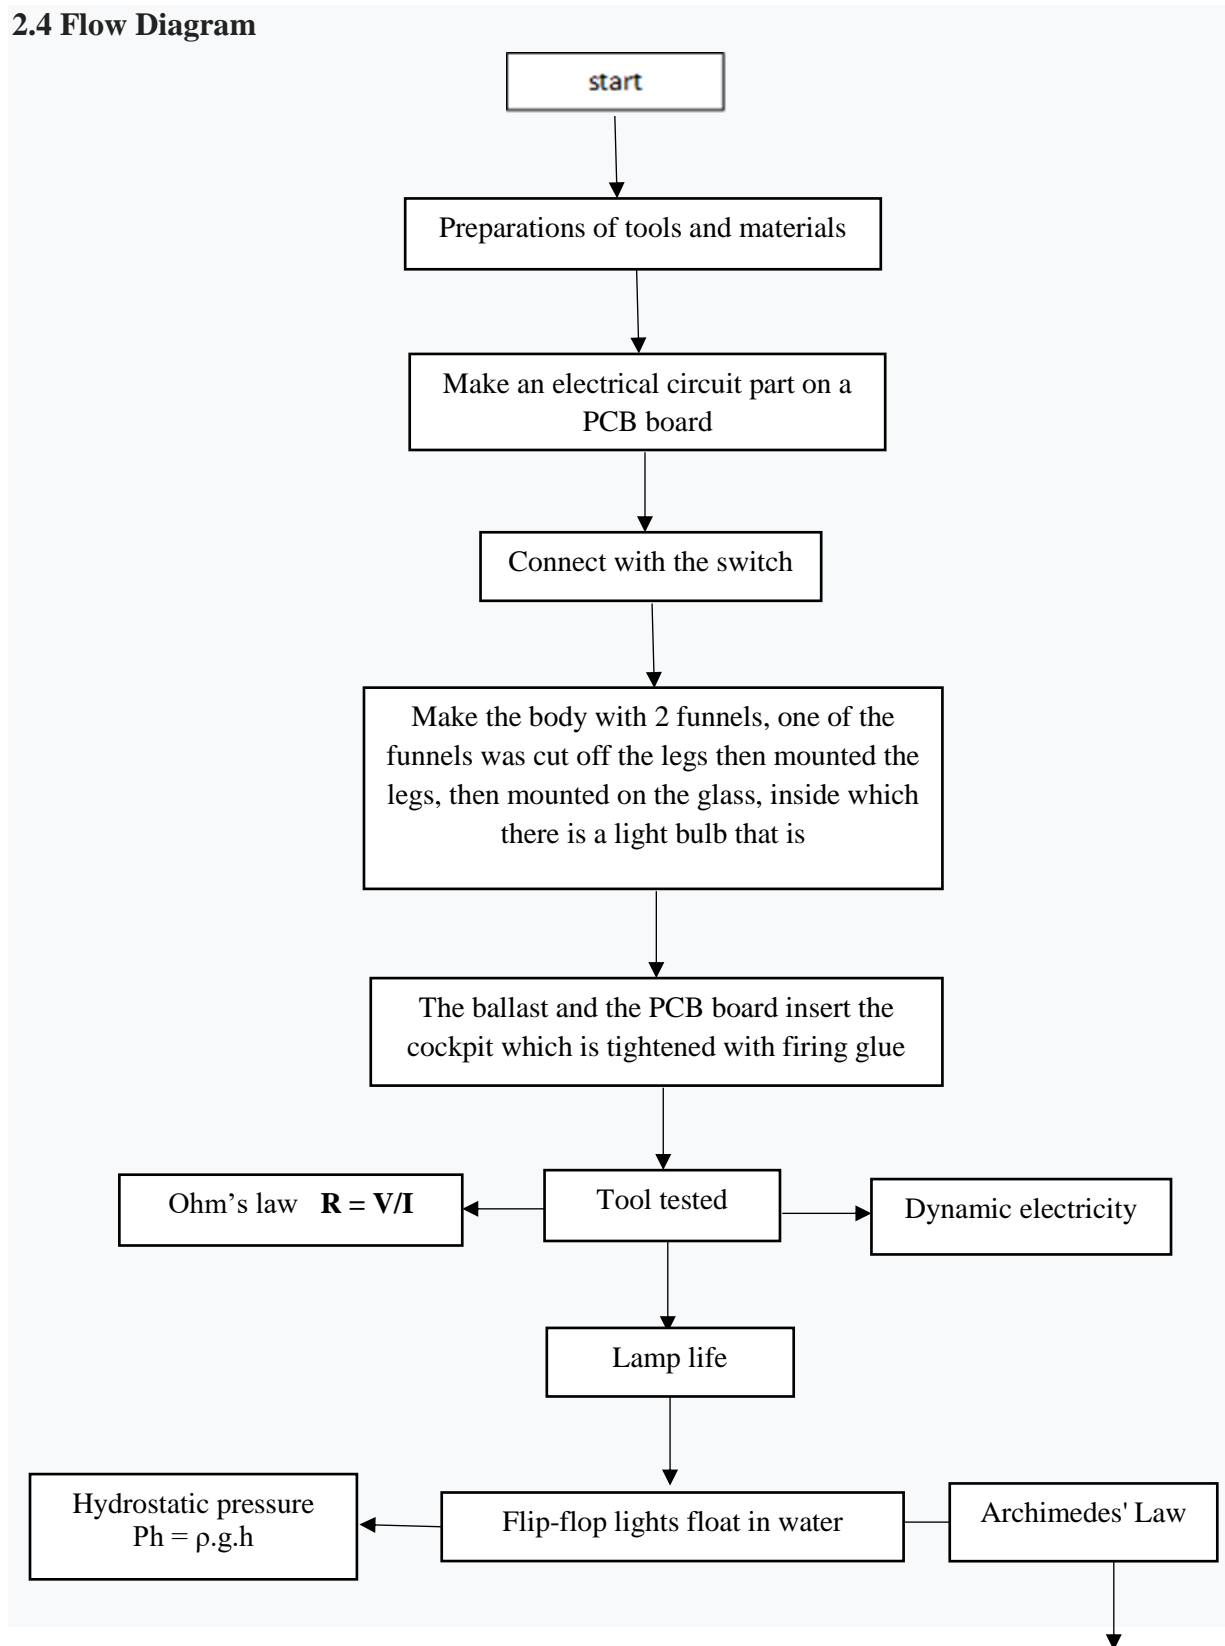 2.4 Flow Diagram
start
Preparations of tools and materials
Make an electrical circuit part on a
PCB board
Connect with the switch
Make the body with 2 funnels, one of the
funnels was cut off the legs then mounted the
legs, then mounted on the glass, inside which
there is a light bulb that is
The ballast and the PCB board insert the
cockpit which is tightened with firing glue
Ohm's law R = V/I
Tool tested
Dynamic electricity
Lamp life
Hydrostatic pressure
Ph = ρ.g.h
Flip-flop lights float in water
Archimedes' Law